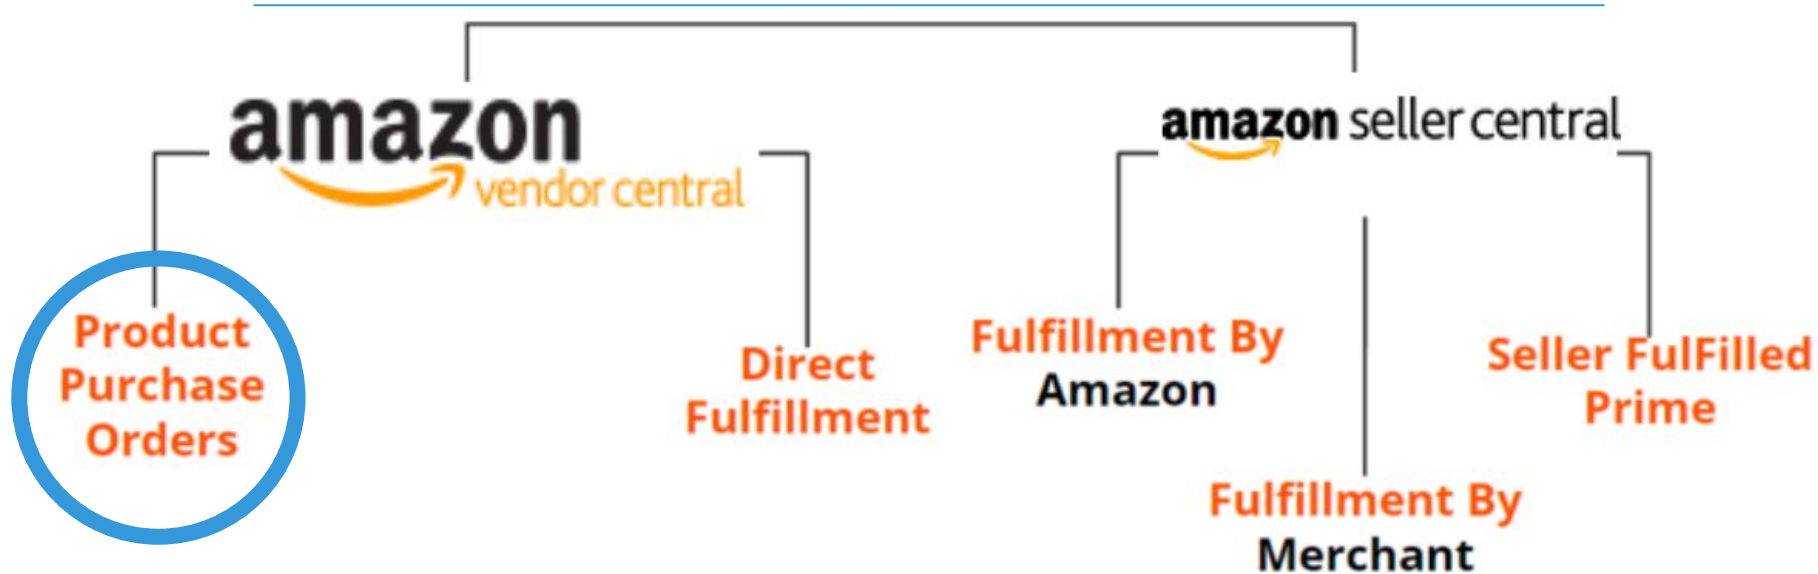 amazon
vendor central
amazon seller central
Product
Purchase
Orders
Direct
Fulfillment
Fulfillment By
Amazon
Fulfillment By
Merchant
Seller FulFilled
Prime